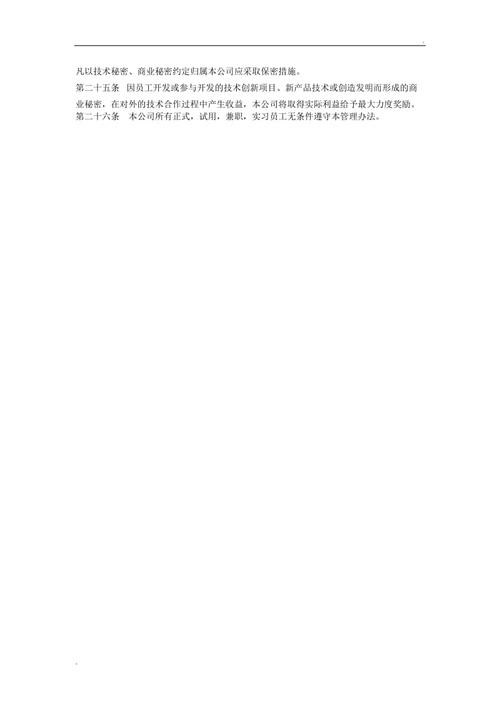 凡以技术秘密、商业秘密约定归属本公司应采取保密措施。
第二十五条 因员工开发或参与开发的技术创新项目、新产品技术或创造发明而形成的商
业秘密，在对外的技术合作过程中产生收益，本公司将取得实际利益给予最大力度奖励。
第二十六条 本公司所有正式，试用，兼职，实习员工无条件遵守本管理办法。